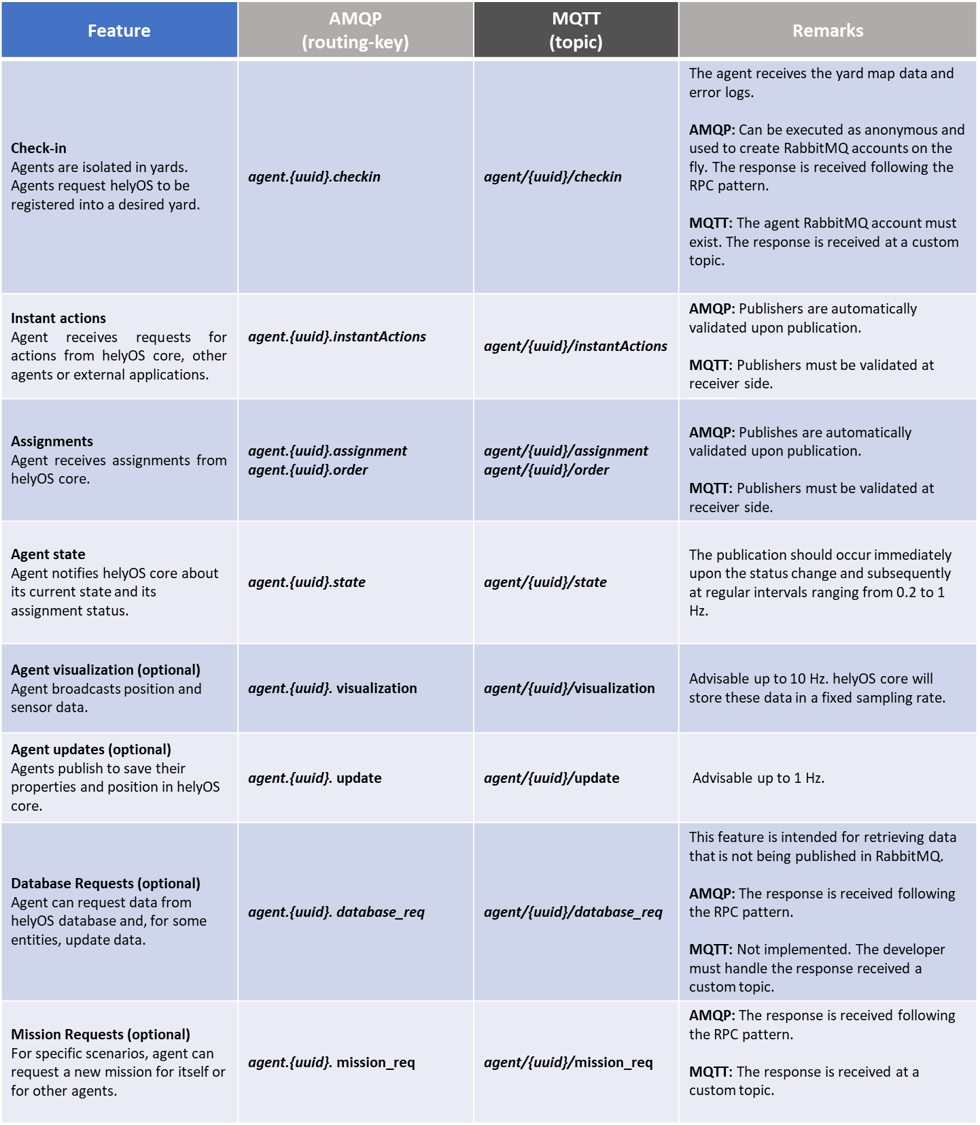 Feature
AMQP
(routing-key)
MQTT
(topic)
Remarks
Check-in
Agents are isolated in yards.
Agents request helyOS to be
registered into a desired yard.
agent.{uuid}.checkin
agent/{uuid}/checkin
The agent receives the yard map data and
error logs.
AMQP: Can be executed as anonymous and
used to create RabbitMQ accounts on the
fly. The response is received following the
RPC pattern.
MQTT: The agent RabbitMQ account must
exist. The response is received at a custom
topic.
Instant actions
Agent receives requests for
actions from helyOS core, other
agents or external applications.
agent.{uuid}.instantActions
agent/{uuid}/instantActions
AMQP: Publishers are automatically
validated upon publication.
MQTT: Publishers must be validated at
receiver side.
Assignments
Agent receives assignments from
helyOS core.
agent.{uuid}.assignment
agent.{uuid}.order
agent/{uuid}/assignment
agent/{uuid}/order
AMQP: Publishes are automatically
validated upon publication.
MQTT: Publishers must be validated at
receiver side.
Agent state
Agent notifies helyOS core about
its current state and its
assignment status.
agent.{uuid}.state
agent/{uuid}/state
The publication should occur immediately
upon the status change and subsequently
at regular intervals ranging from 0.2 to 1
Hz.
Agent visualization (optional)
Agent broadcasts position and
sensor data.
agent.{uuid}. visualization
agent/{uuid}/visualization
Advisable up to 10 Hz. helyOS core will
store these data in a fixed sampling rate.
Agent updates (optional)
Agents publish to save their
properties and position in helyOS
core.
agent.{uuid}. update
agent/{uuid}/update
Advisable up to 1 Hz.
Database Requests (optional)
Agent can request data from
helyOS database and, for some
entities, update data.
agent.{uuid}. database_req
agent/{uuid}/database_req
This feature is intended for retrieving data
that is not being published in RabbitMQ.
AMQP: The response is received following
the RPC pattern.
MQTT: Not implemented. The developer
must handle the response received a
custom topic.
Mission Requests (optional)
For specific scenarios, agent can
request a new mission for itself or
for other agents.
agent.{uuid}. mission_req
agent/{uuid}/mission_req
AMQP: The response is received following
the RPC pattern.
MQTT: The response is received at a
custom topic.